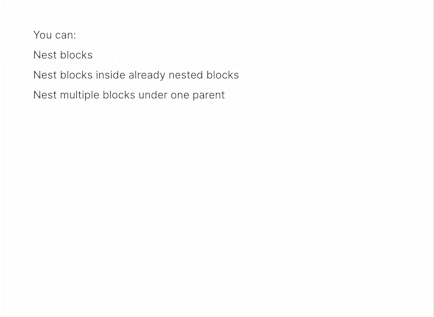 You can:
Nest blocks
Nest blocks inside already nested blocks
Nest multiple blocks under one parent